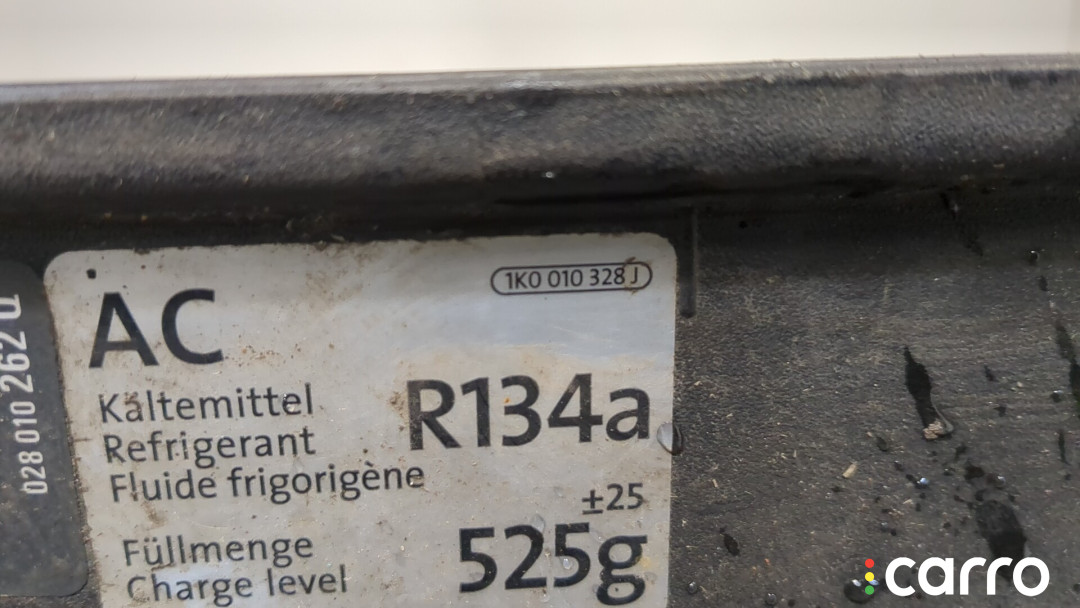 1K0 010 328 J
AC
Kältemittel
Refrigerant
Fluide frigorigène
R134a
±25
Füllmenge
Charge level
525g
028 010 262
carro